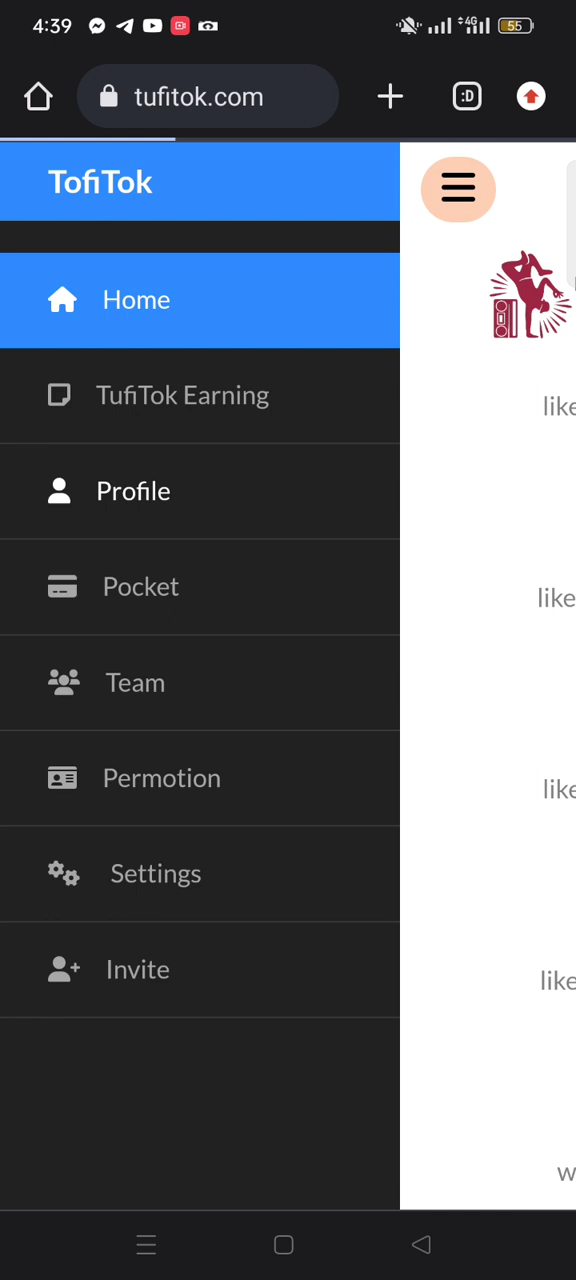 4:39
4G
55
tufitok.com
:D
TofiTok
Home
TufiTok Earning
like
Profile
Pocket
like
Team
Permotion
like
Settings
Invite
like
w